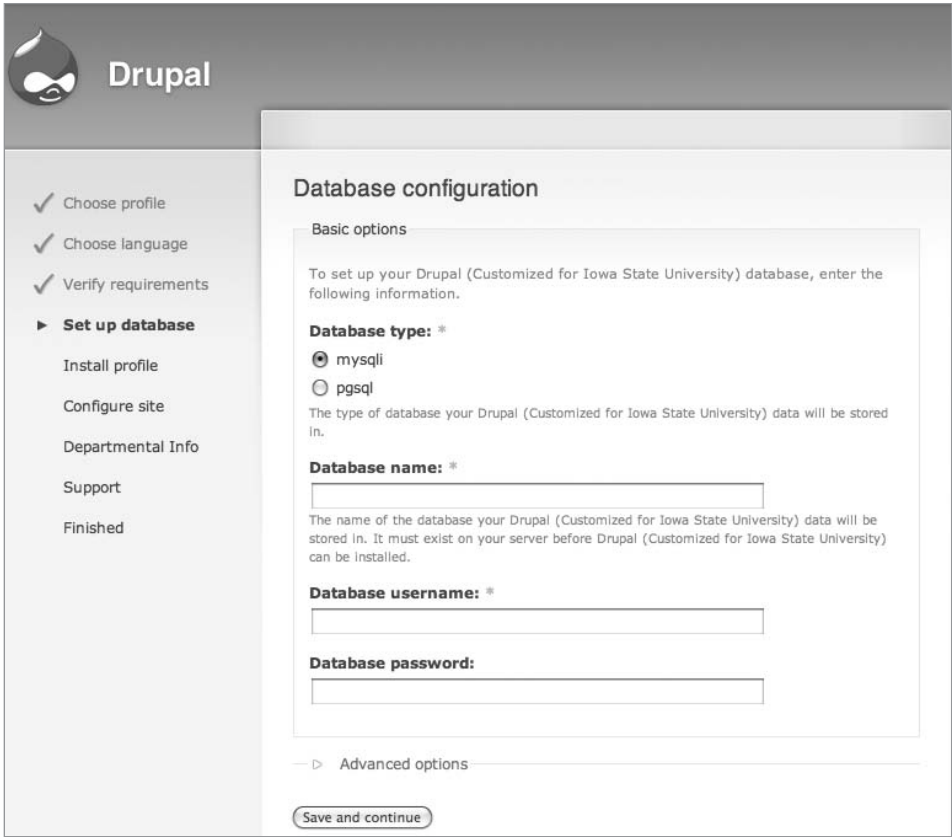 Drupal
Choose profile
Choose language
Verify requirements
Set up database
Install profile
Configure site
Departmental Info
Support
Finished
Database configuration
Basic options
To set up your Drupal (Customized for Iowa State University) database, enter the
following information.
Database type: *
mysqli
pgsql
The type of database your Drupal (Customized for Iowa State University) data will be stored
in.
Database name: *
The name of the database your Drupal (Customized for Iowa State University) data will be
stored in. It must exist on your server before Drupal (Customized for Iowa State University)
can be installed.
Database username: *
Database password:
Advanced options
Save and continue